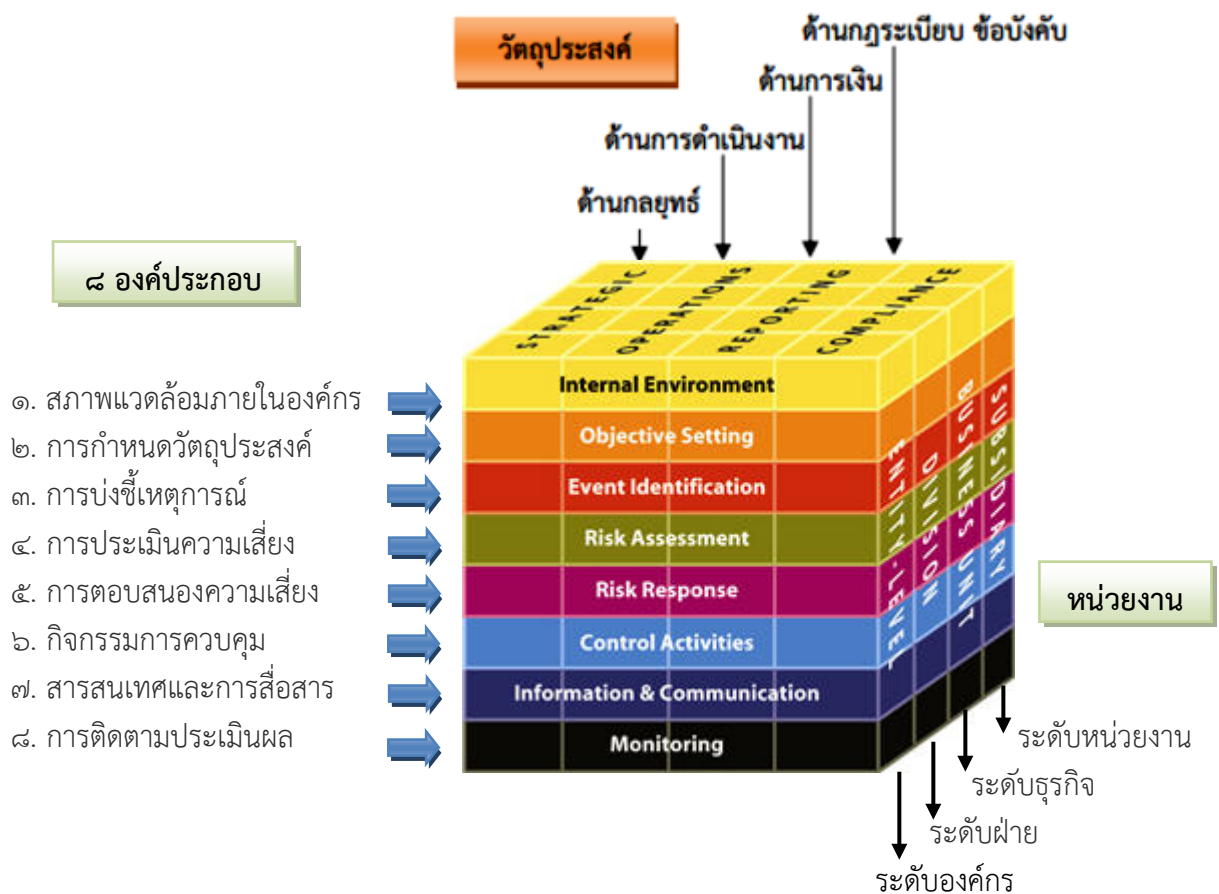 วัตถุประสงค์
ด้านกฎระเบียบ ข้อบังคับ
ด้านการเงิน
ด้านการดำเนินงาน
ด้านกลยุทธ์
๘ องค์ประกอบ
STRATEGIC
OPERATIONS
REPORTING
COMPLIANCE
๑. สภาพแวดล้อมภายในองค์กร
๒. การกำหนดวัตถุประสงค์
๓. การบ่งชี้เหตุการณ์
๔. การประเมินความเสี่ยง
๕. การตอบสนองความเสี่ยง
๖. กิจกรรมการควบคุม
๗. สารสนเทศและการสื่อสาร
๘. การติดตามประเมินผล
Internal Environment
Objective Setting
Event Identification
Risk Assessment
Risk Response
Control Activities
Information & Communication
Monitoring
ENTITY-LEVEL
DIVISION
BUSINESS UNIT
SUBSIDIARY
หน่วยงาน
ระดับหน่วยงาน
ระดับธุรกิจ
ระดับฝ่าย
ระดับองค์กร